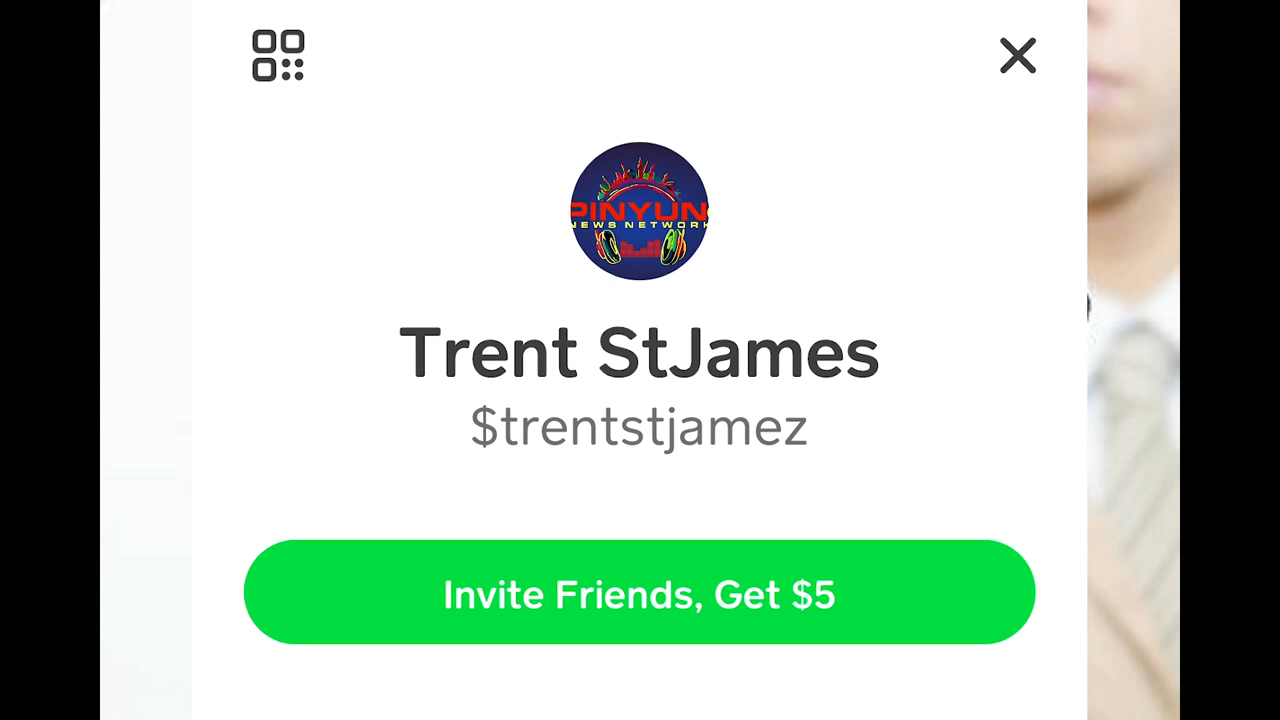 PINYUN
NEWS NETWORK
Trent StJames
$trentstjamez
Invite Friends, Get $5